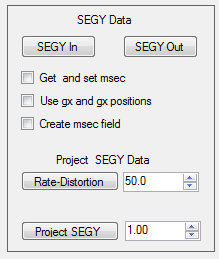 SEGY Data
SEGY In SEGY Out
Get and set msec
Use gx and gx positions
Create msec field
Project SEGY Data
Rate-Distortion 50.0
Project SEGY 1.00